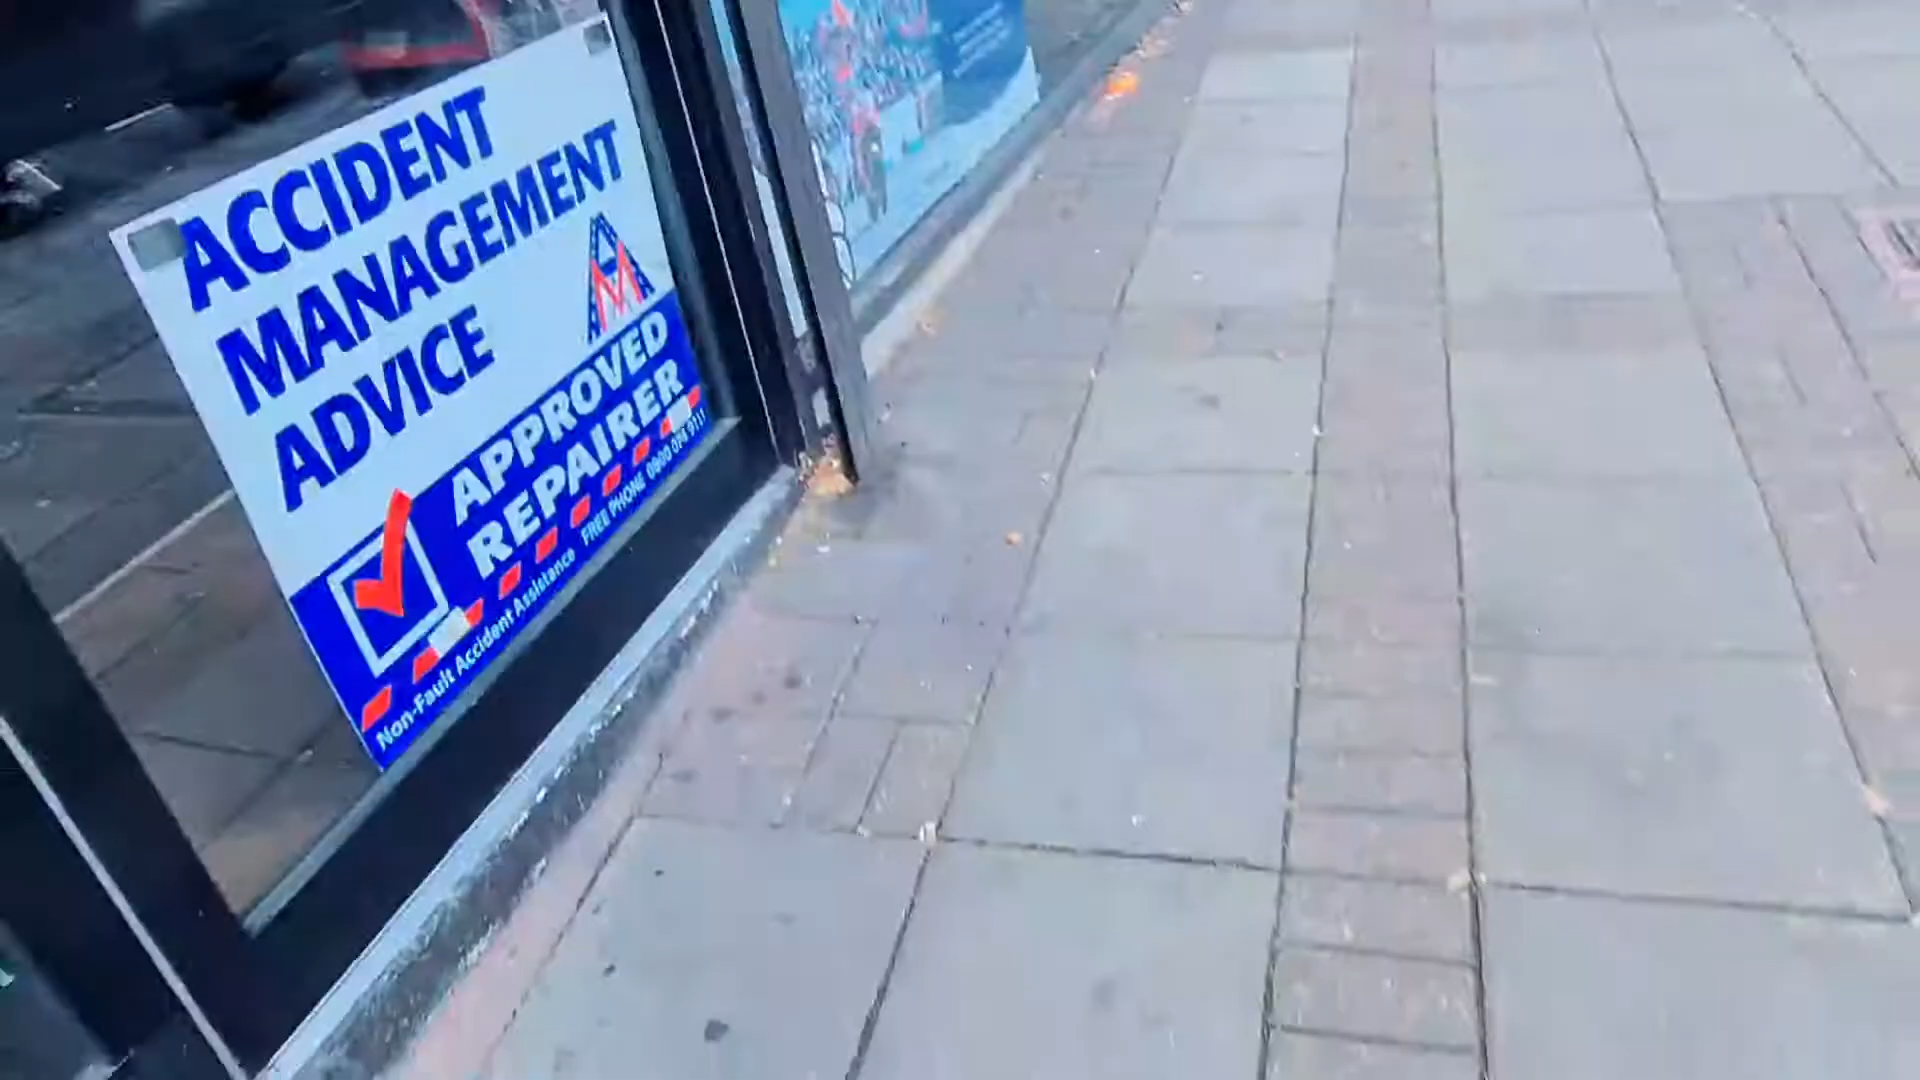 ACCIDENT
MANAGEMENT
ADVICE
AM
APPROVED
REPAIRER
Non-Fault Accident Assistance FREE PHONE